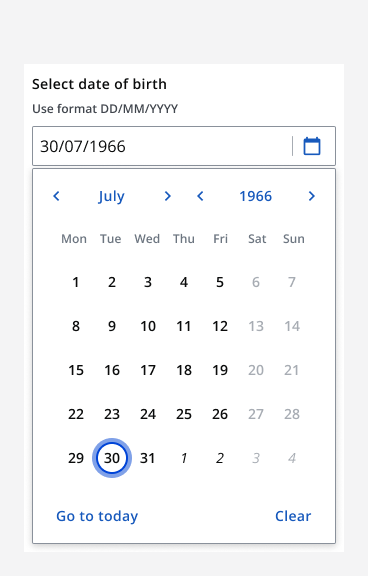 Select date of birth
Use format DD/MM/YYYY
30/07/1966
July 1966
Mon Tue Wed Thu Fri Sat Sun
1 2 3 4 5 6 7
8 9 10 11 12 13 14
15 16 17 18 19 20 21
22 23 24 25 26 27 28
29 30 31 1 2 3 4
Go to today Clear